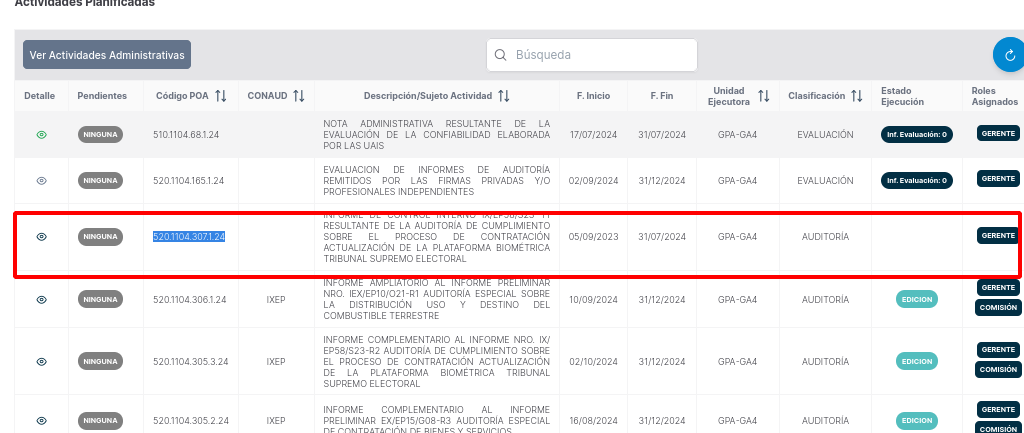 Actividades Planificadas
Ver Actividades Administrativas
Búsqueda
Detalle Pendientes Código POA CONAUD Descripción/Sujeto Actividad F. Inicio F. Fin Unidad Ejecutora Clasificación Estado Ejecución Roles Asignados
NINGUNA 510.1104.68.1.24
NOTA ADMINISTRATIVA RESULTANTE DE LA
EVALUACIÓN DE LA CONFIABILIDAD ELABORADA
POR LAS UAIS
17/07/2024 31/07/2024 GPA-GA4 EVALUACIÓN Inf. Evaluación: 0 GERENTE
NINGUNA 520.1104.165.1.24
EVALUACION DE INFORMES DE AUDITORÍA
REMITIDOS POR LAS FIRMAS PRIVADAS Y/O
PROFESIONALES INDEPENDIENTES
02/09/2024 31/12/2024 GPA-GA4 EVALUACIÓN Inf. Evaluación: 0 GERENTE
NINGUNA 520.1104.307.1.24
INFORME DE CONTROL INTERNO
RESULTANTE DE LA AUDITORÍA DE CUMPLIMIENTO
SOBRE EL PROCESO DE CONTRATACIÓN
ACTUALIZACIÓN DE LA PLATAFORMA BIOMÉTRICA
TRIBUNAL SUPREMO ELECTORAL
05/09/2023 31/07/2024 GPA-GA4 AUDITORÍA GERENTE
NINGUNA 520.1104.306.1.24 IXEP
INFORME AMPLIATORIO AL INFORME PRELIMINAR
NRO. IEX/EP10/O21-R1 AUDITORÍA ESPECIAL SOBRE
LA DISTRIBUCIÓN USO Y DESTINO DEL
COMBUSTIBLE TERRESTRE
10/09/2024 31/12/2024 GPA-GA4 AUDITORÍA EDICION GERENTE
COMISIÓN
NINGUNA 520.1104.305.3.24 IXEP
INFORME COMPLEMENTARIO AL INFORME NRO. IX/
EP58/S23-R2 AUDITORÍA DE CUMPLIMIENTO SOBRE
EL PROCESO DE CONTRATACIÓN ACTUALIZACIÓN
DE LA PLATAFORMA BIOMÉTRICA TRIBUNAL
SUPREMO ELECTORAL
02/10/2024 31/12/2024 GPA-GA4 AUDITORÍA EDICION GERENTE
COMISIÓN
NINGUNA 520.1104.305.2.24 IXEP
INFORME COMPLEMENTARIO AL INFORME
PRELIMINAR EX/EP15/G08-R3 AUDITORÍA ESPECIAL
DE CONTRATACIÓN DE BIENES Y SERVICIOS
16/08/2024 31/12/2024 GPA-GA4 AUDITORÍA EDICION GERENTE
COMISIÓN